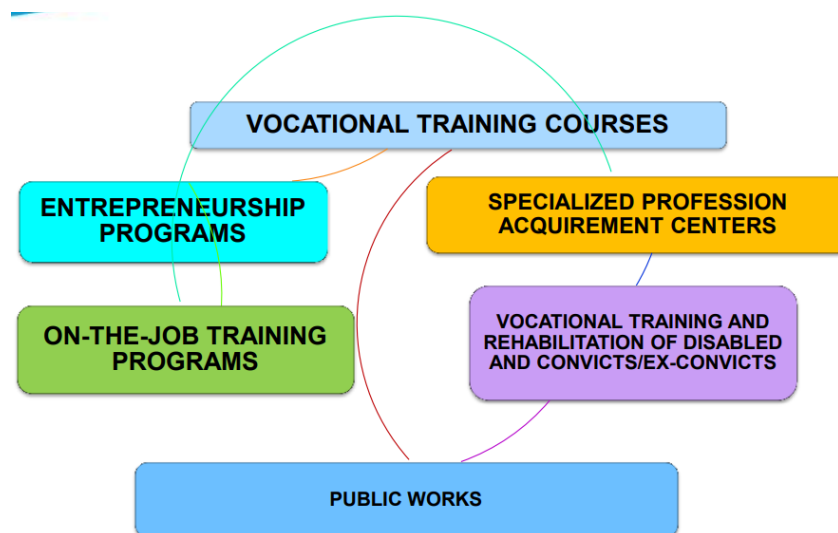 VOCATIONAL TRAINING COURSES
ENTREPRENEURSHIP
PROGRAMS
SPECIALIZED PROFESSION
ACQUIREMENT CENTERS
ON-THE-JOB TRAINING
PROGRAMS
VOCATIONAL TRAINING AND
REHABILITATION OF DISABLED
AND CONVICTS/EX-CONVICTS
PUBLIC WORKS